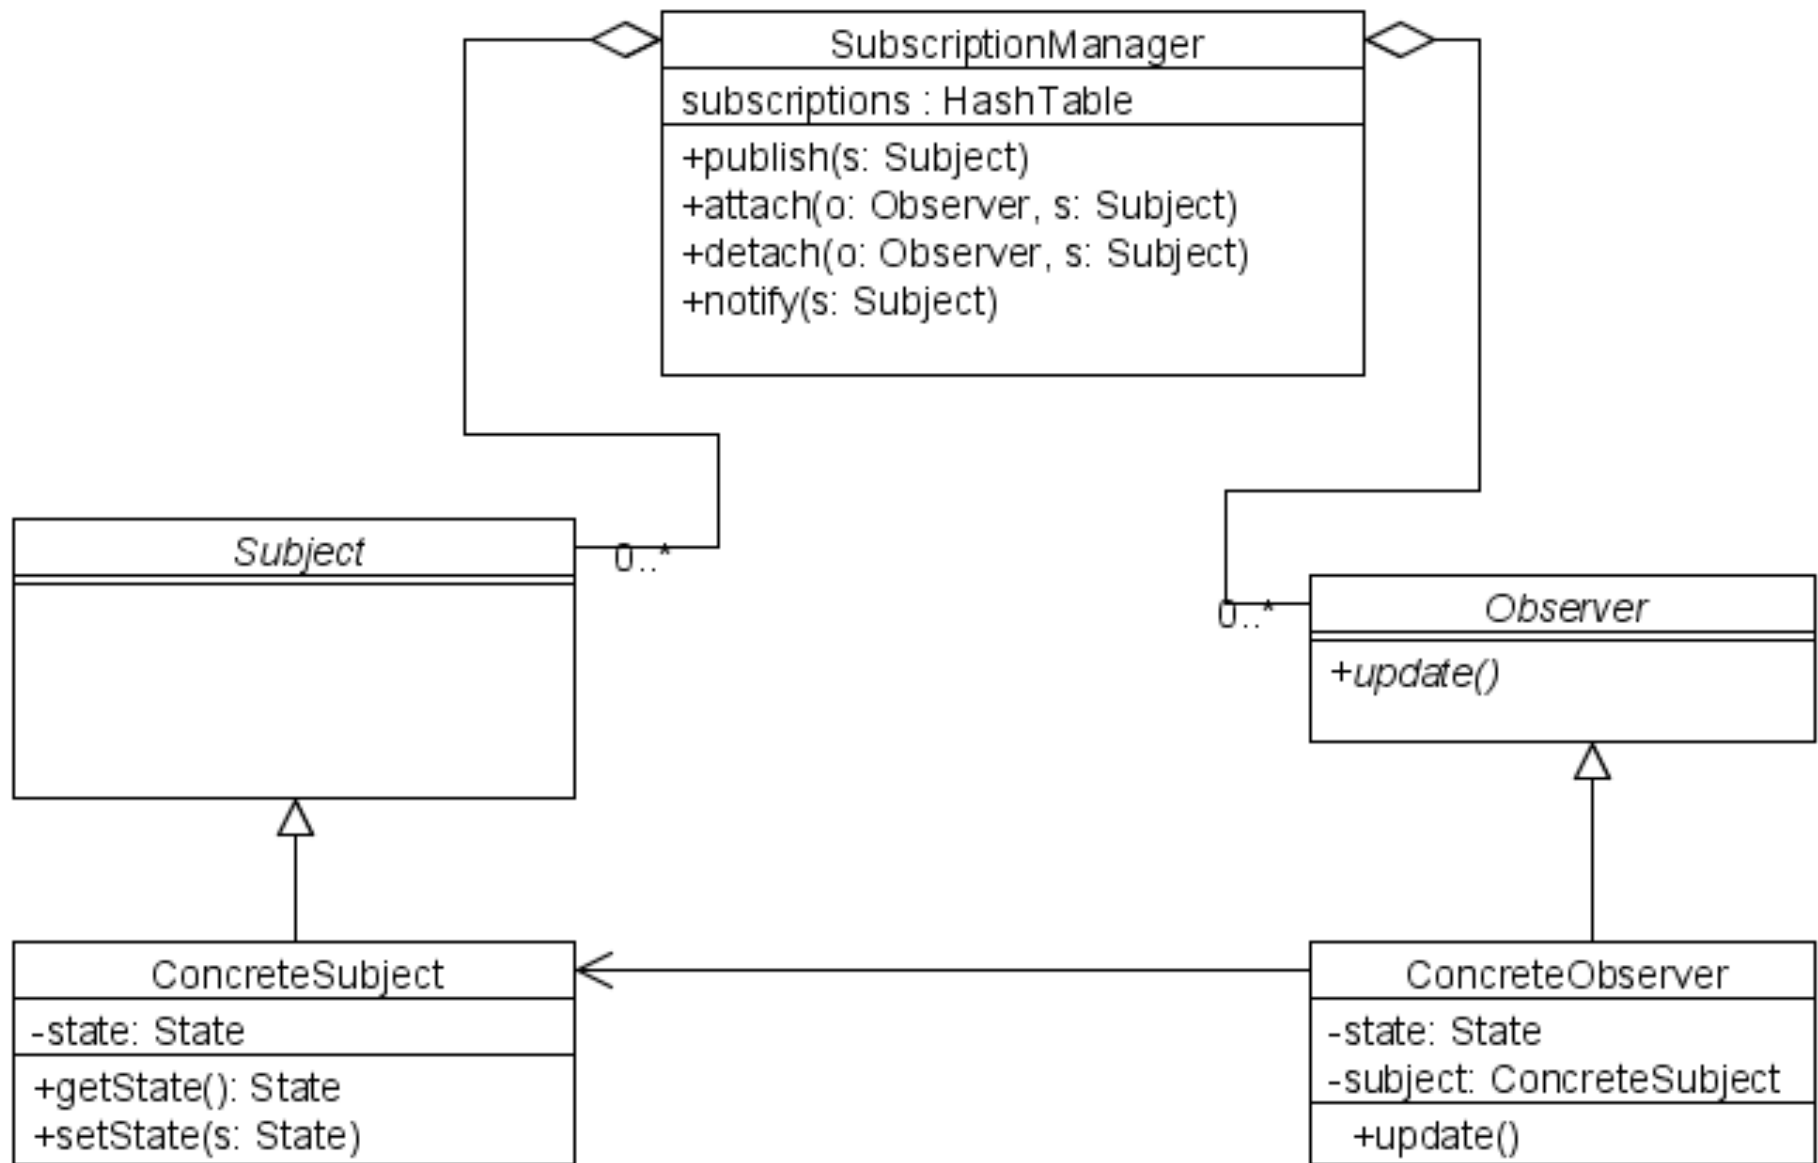 SubscriptionManager
subscriptions : HashTable
+publish(s: Subject)
+attach(o: Observer, s: Subject)
+detach(o: Observer, s: Subject)
+notify(s: Subject)
Subject
0..*
0..*
Observer
+update()
ConcreteSubject
-state: State
+getState(): State
+setState(s: State)
ConcreteObserver
-state: State
-subject: ConcreteSubject
+update()